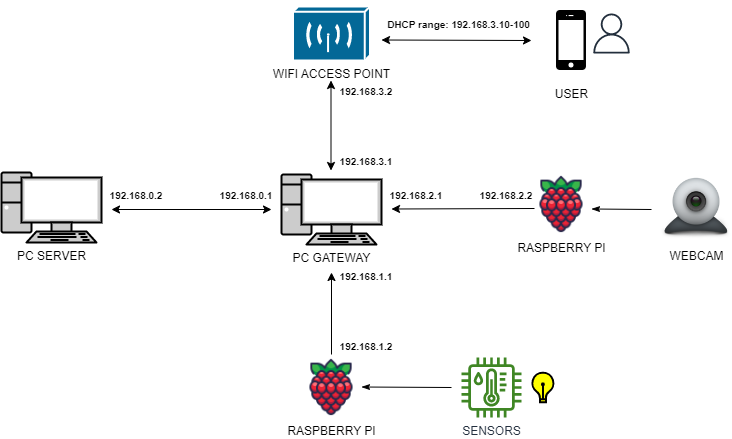 DHCP range: 192.168.3.10-100
WIFI ACCESS POINT
USER
192.168.3.2
192.168.3.1
192.168.0.2
192.168.0.1
192.168.2.1
192.168.2.2
PC SERVER
PC GATEWAY
RASPBERRY PI
WEBCAM
192.168.1.1
192.168.1.2
RASPBERRY PI
SENSORS